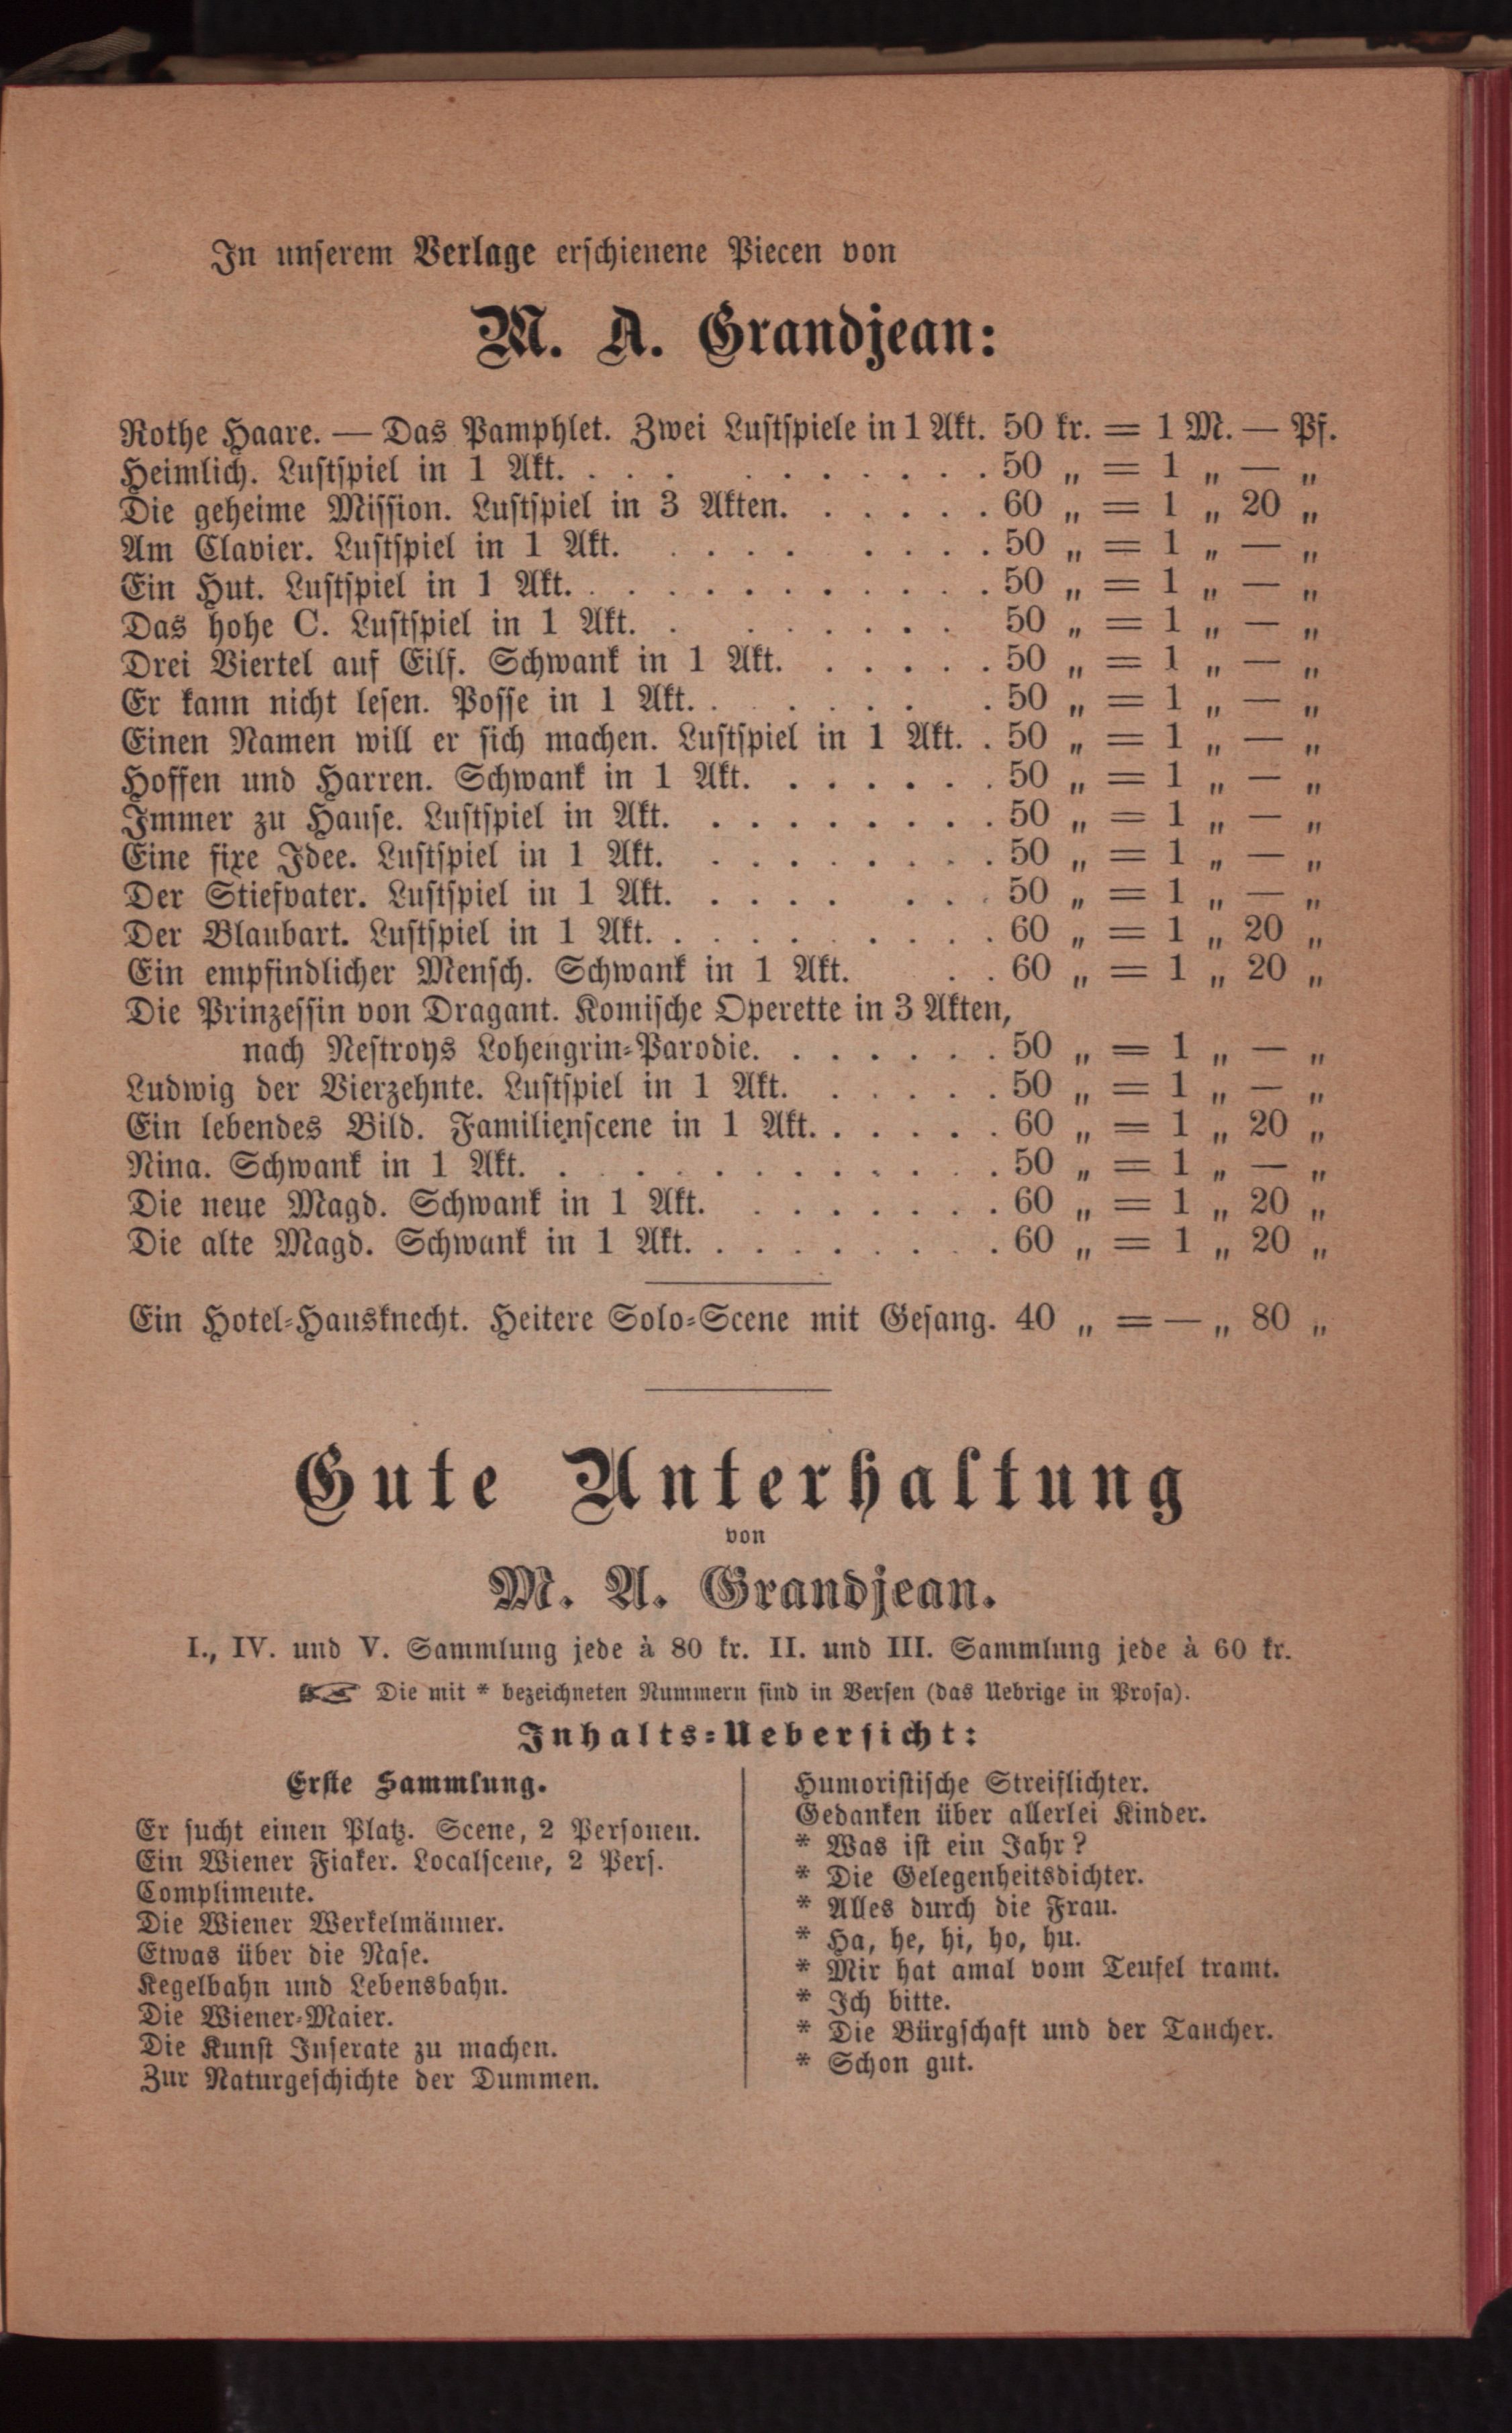 In unserem Verlage erschienene Piecen von
M. A. Grandjean:
Rothe Haare. — Das Pamphlet. Zwei Lustspiele in 1 Akt. 50 kr. = 1 M. — Pf.
Heimlich. Lustspiel in 1 Akt. . . . . . . . . . 50 „ = 1 „ — „
Die geheime Mission. Lustspiel in 3 Akten. . . . . . . 60 „ = 1 „ 20 „
Am Clavier. Lustspiel in 1 Akt. . . . . . . . . . 50 „ = 1 „ — „
Ein Hut. Lustspiel in 1 Akt. . . . . . . . . . . . 50 „ = 1 „ — „
Das hohe C. Lustspiel in 1 Akt. . . . . . . . 50 „ = 1 „ — „
Drei Viertel auf Eilf. Schwank in 1 Akt. . . . . . . 50 „ = 1 „ — „
Er kann nicht lesen. Posse in 1 Akt. . . . . . . . 50 „ = 1 „ — „
Einen Namen will er sich machen. Lustspiel in 1 Akt. . 50 „ = 1 „ — „
Hoffen und Harren. Schwank in 1 Akt. . . . . . . 50 „ = 1 „ — „
Immer zu Hause. Lustspiel in Akt. . . . . . . . . 50 „ = 1 „ — „
Eine fixe Idee. Lustspiel in 1 Akt. . . . . . . . . 50 „ = 1 „ — „
Der Stiefvater. Lustspiel in 1 Akt. . . . . . . . 50 „ = 1 „ — „
Der Blaubart. Lustspiel in 1 Akt. . . . . . . . . . 60 „ = 1 „ 20 „
Ein empfindlicher Mensch. Schwank in 1 Akt. . . 60 „ = 1 „ 20 „
Die Prinzessin von Dragant. Komische Operette in 3 Akten,
nach Nestroys Lohengrin-Parodie. . . . . . . 50 „ = 1 „ — „
Ludwig der Vierzehnte. Lustspiel in 1 Akt. . . . . . 50 „ = 1 „ — „
Ein lebendes Bild. Familienscene in 1 Akt. . . . . . 60 „ = 1 „ 20 „
Nina. Schwank in 1 Akt. . . . . . . . . . . . . 50 „ = 1 „ — „
Die neue Magd. Schwank in 1 Akt. . . . . . . . 60 „ = 1 „ 20 „
Die alte Magd. Schwank in 1 Akt. . . . . . . . . 60 „ = 1 „ 20 „
Ein Hotel-Hausknecht. Heitere Solo-Scene mit Gesang. 40 „ = — „ 80 „
Gute Unterhaltung
von
M. A. Grandjean.
I., IV. und V. Sammlung jede à 80 kr. II. und III. Sammlung jede à 60 kr.
☞ Die mit * bezeichneten Nummern sind in Versen (das Uebrige in Prosa).
Inhalts-Uebersicht:
Erste Sammlung.
Er sucht einen Platz. Scene, 2 Personen.
Ein Wiener Fiaker. Localscene, 2 Pers.
Complimente.
Die Wiener Werkelmänner.
Etwas über die Nase.
Kegelbahn und Lebensbahn.
Die Wiener-Maier.
Die Kunst Inserate zu machen.
Zur Naturgeschichte der Dummen.
Humoristische Streiflichter.
Gedanken über allerlei Kinder.
* Was ist ein Jahr?
* Die Gelegenheitsdichter.
* Alles durch die Frau.
* Ha, he, hi, ho, hu.
* Mir hat amal vom Teufel tramt.
* Ich bitte.
* Die Bürgschaft und der Taucher.
* Schon gut.